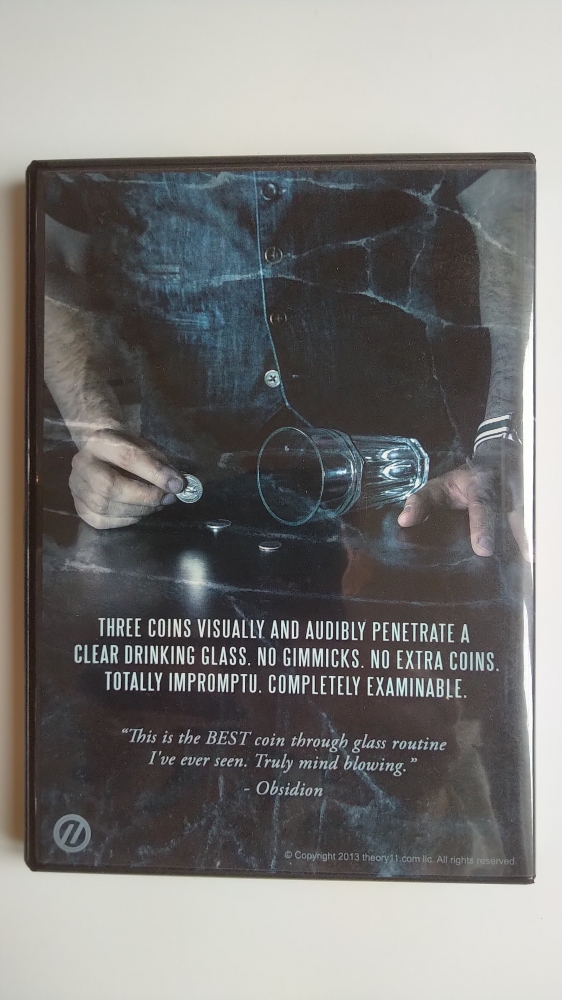 THREE COINS VISUALLY AND AUDIBLY PENETRATE A
CLEAR DRINKING GLASS. NO GIMMICKS. NO EXTRA COINS.
TOTALLY IMPROMPTU. COMPLETELY EXAMINABLE.
“This is the BEST coin through glass routine
I've ever seen. Truly mind blowing.”
- Obsidion
© Copyright 2013 theory11.com llc. All rights reserved